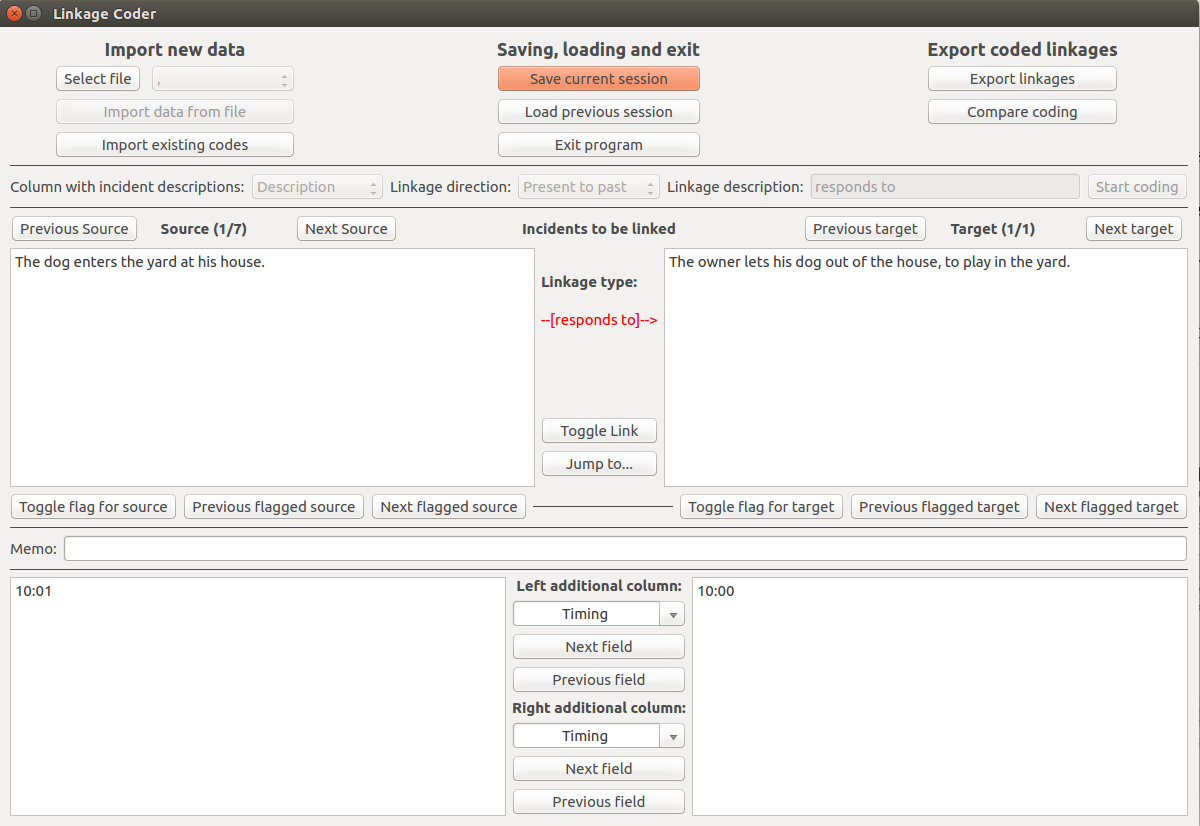 Linkage Coder
Import new data Saving, loading and exit Export coded linkages
Select file , Save current session Export linkages
Import data from file Load previous session Compare coding
Import existing codes Exit program
Column with incident descriptions: Description Linkage direction: Present to past Linkage description: responds to Start coding
Previous Source Source (1/7) Next Source Incidents to be linked Previous target Target (1/1) Next target
The dog enters the yard at his house. The owner lets his dog out of the house, to play in the yard.
Linkage type:
--[responds to]-->
Toggle Link
Jump to...
Toggle flag for source Previous flagged source Next flagged source Toggle flag for target Previous flagged target Next flagged target
Memo:
10:01 Left additional column: 10:00
Timing
Next field
Previous field
Right additional column:
Timing
Next field
Previous field